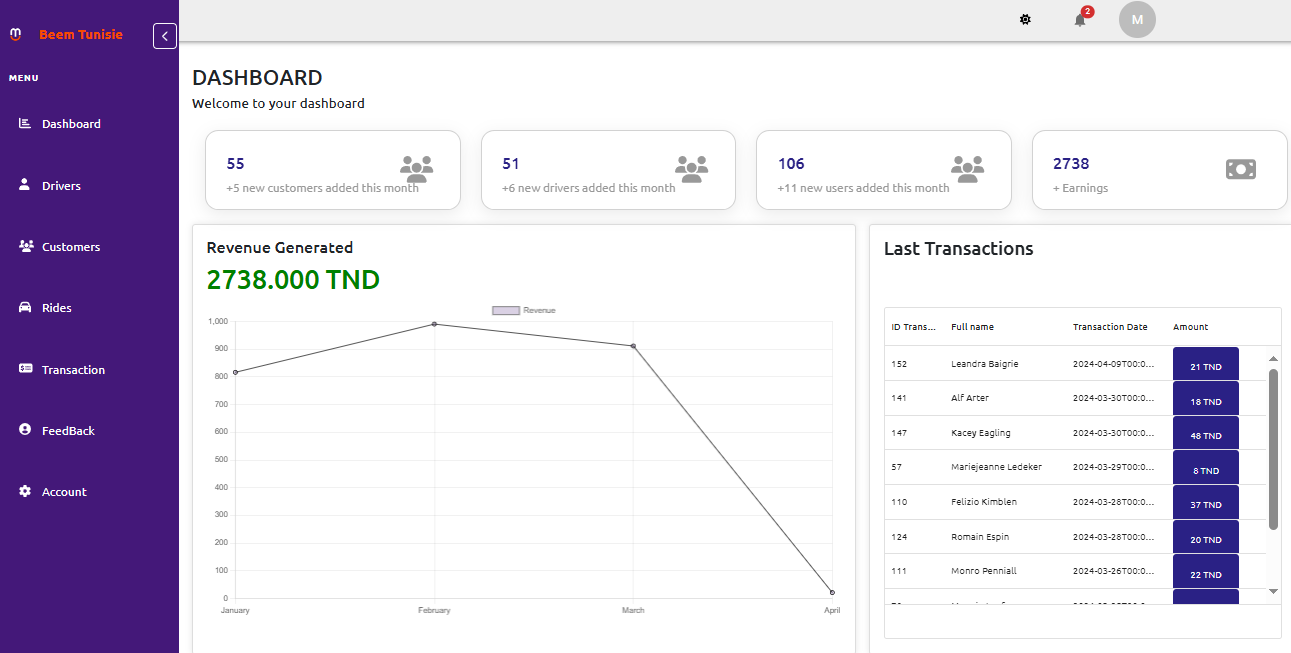 Beem Tunisie
MENU
Dashboard
Drivers
Customers
Rides
Transaction
FeedBack
Account
2
M
DASHBOARD
Welcome to your dashboard
55
+5 new customers added this month
51
+6 new drivers added this month
106
+11 new users added this month
2738
+ Earnings
Revenue Generated
2738.000 TND
Revenue
1,000
900
800
700
600
500
400
300
200
100
0
January February March April
Last Transactions
ID Trans... Full name Transaction Date Amount
152 Leandra Baigrie 2024-04-09T00:0... 21 TND
141 Alf Arter 2024-03-30T00:0... 18 TND
147 Kacey Eagling 2024-03-30T00:0... 48 TND
57 Mariejeanne Ledeker 2024-03-29T00:0... 8 TND
110 Felizio Kimblen 2024-03-28T00:0... 37 TND
124 Romain Espin 2024-03-28T00:0... 20 TND
111 Monro Penniall 2024-03-26T00:0... 22 TND